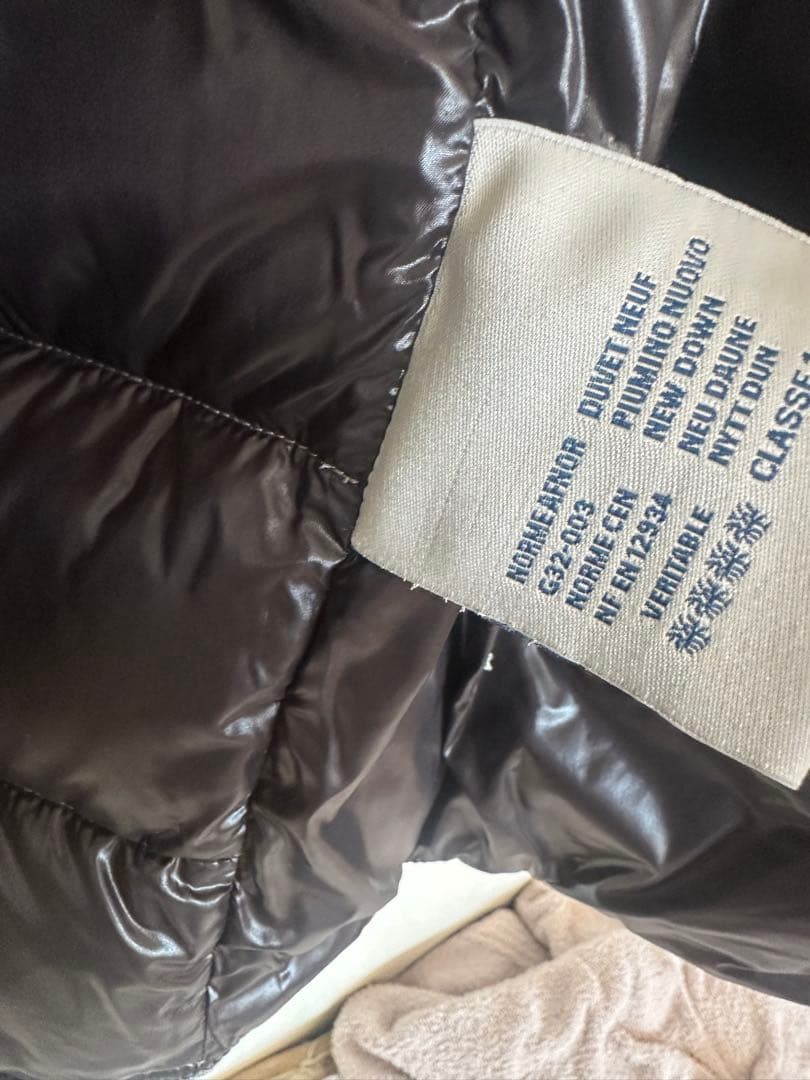 NORME AFNOR
G32-003
NORME CEN
NF EN 12934
VERITABLE
DUVET NEUF
PIUMINO NUOVO
NEW DOWN
NEU DAUNE
NYTT DUN
CLASSE